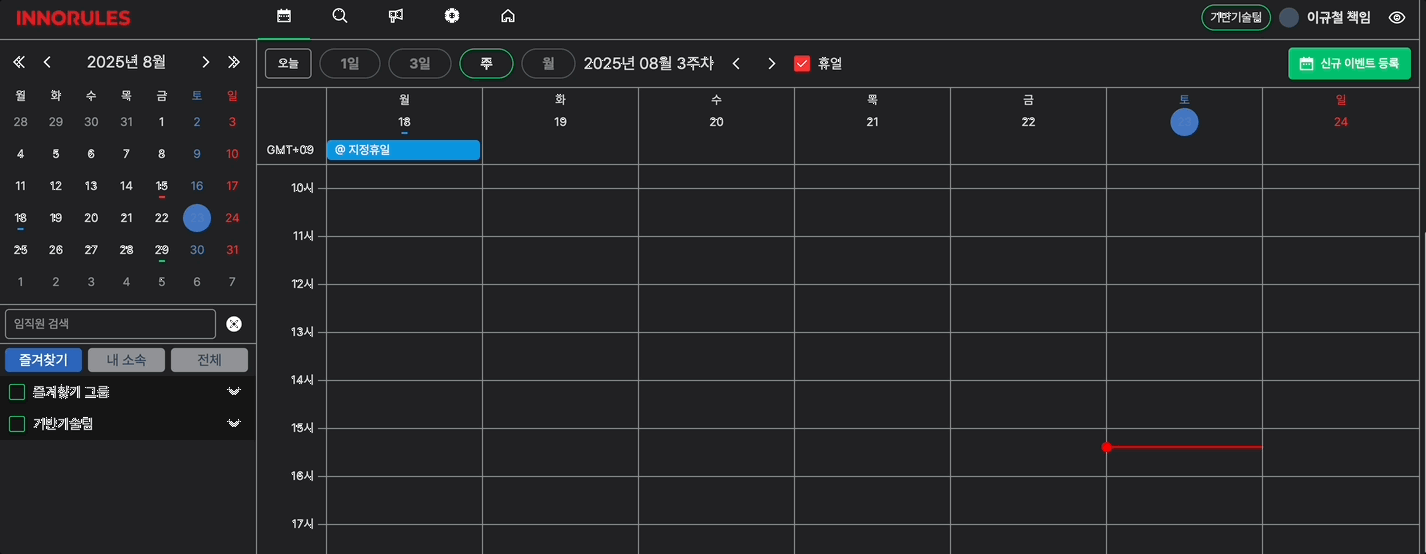 INNORULES
기반기술팀 이규철 책임
2025년 8월
오늘 1일 3일 주 월 2025년 08월 3주차 휴일 신규 이벤트 등록
월 화 수 목 금 토 일
28 29 30 31 1 2 3
4 5 6 7 8 9 10
11 12 13 14 15 16 17
18 19 20 21 22 23 24
25 26 27 28 29 30 31
1 2 3 4 5 6 7
임직원 검색
즐겨찾기 내 소속 전체
즐겨찾기 그룹
기반기술팀
월 화 수 목 금 토 일
18 19 20 21 22 23 24
GMT+09 @ 지정휴일
10시
11시
12시
13시
14시
15시
16시
17시